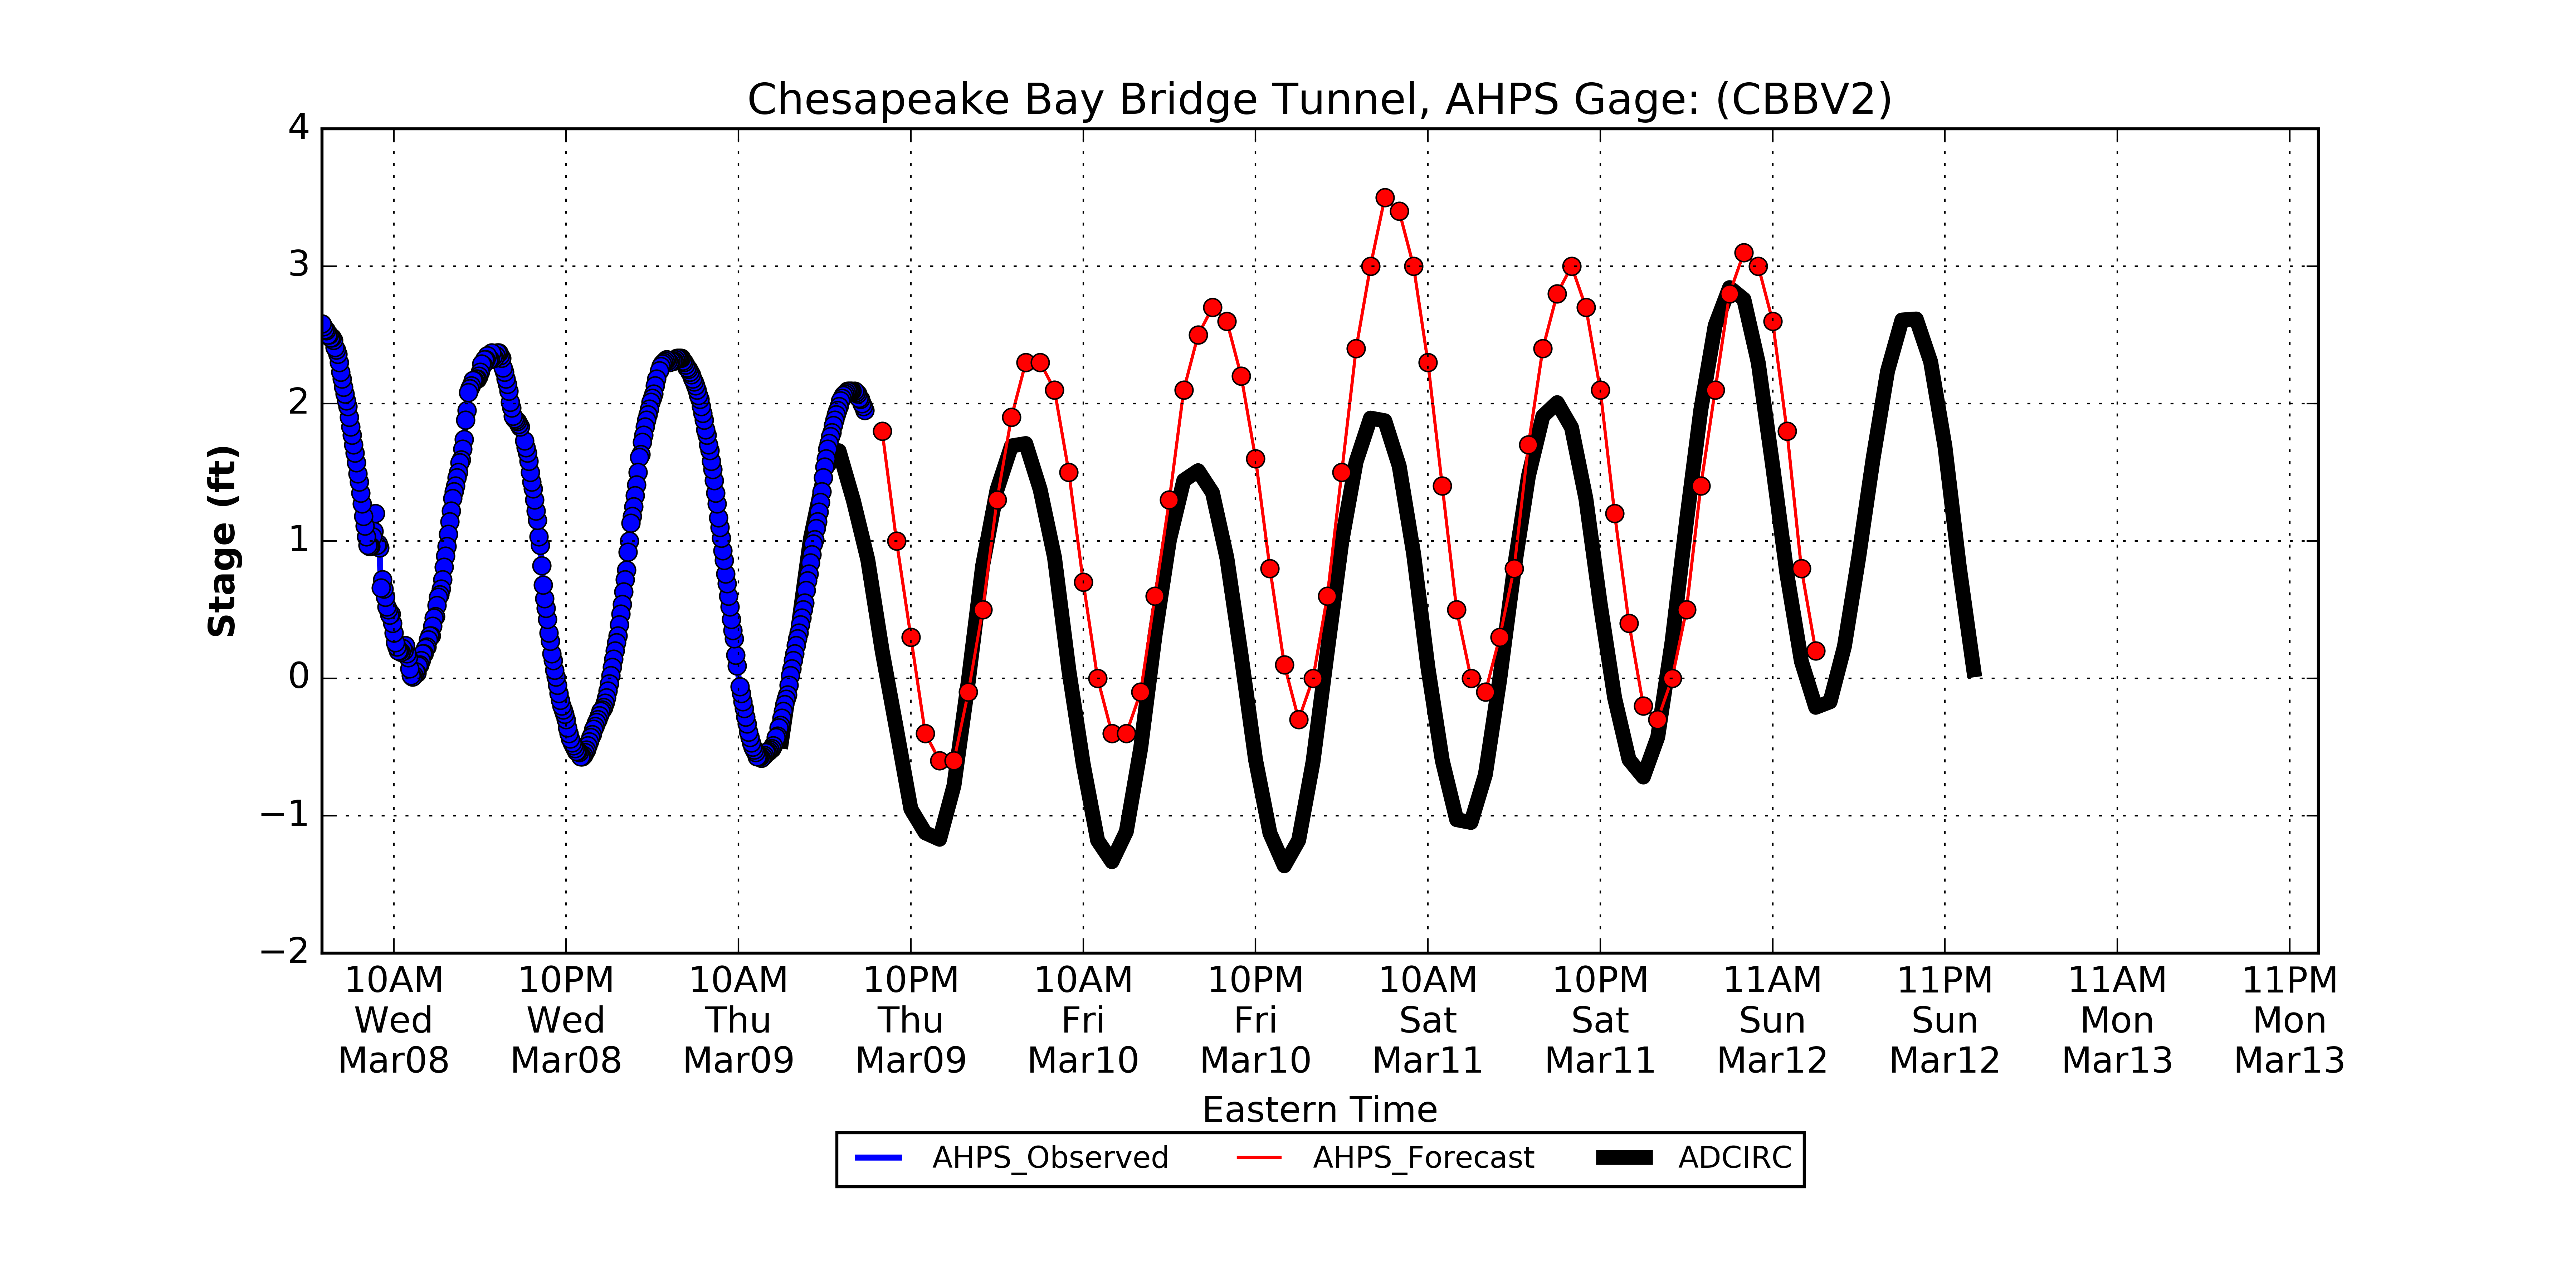 Chesapeake Bay Bridge Tunnel, AHPS Gage: (CBBV2)
4
3
2
1
0
−1
−2
Stage (ft)
10AM 10PM 10AM 10PM 10AM 10PM 10AM 10PM 11AM 11PM 11AM 11PM
Wed Wed Thu Thu Fri Fri Sat Sat Sun Sun Mon Mon
Mar08 Mar08 Mar09 Mar09 Mar10 Mar10 Mar11 Mar11 Mar12 Mar12 Mar13 Mar13
Eastern Time
AHPS_Observed AHPS_Forecast ADCIRC